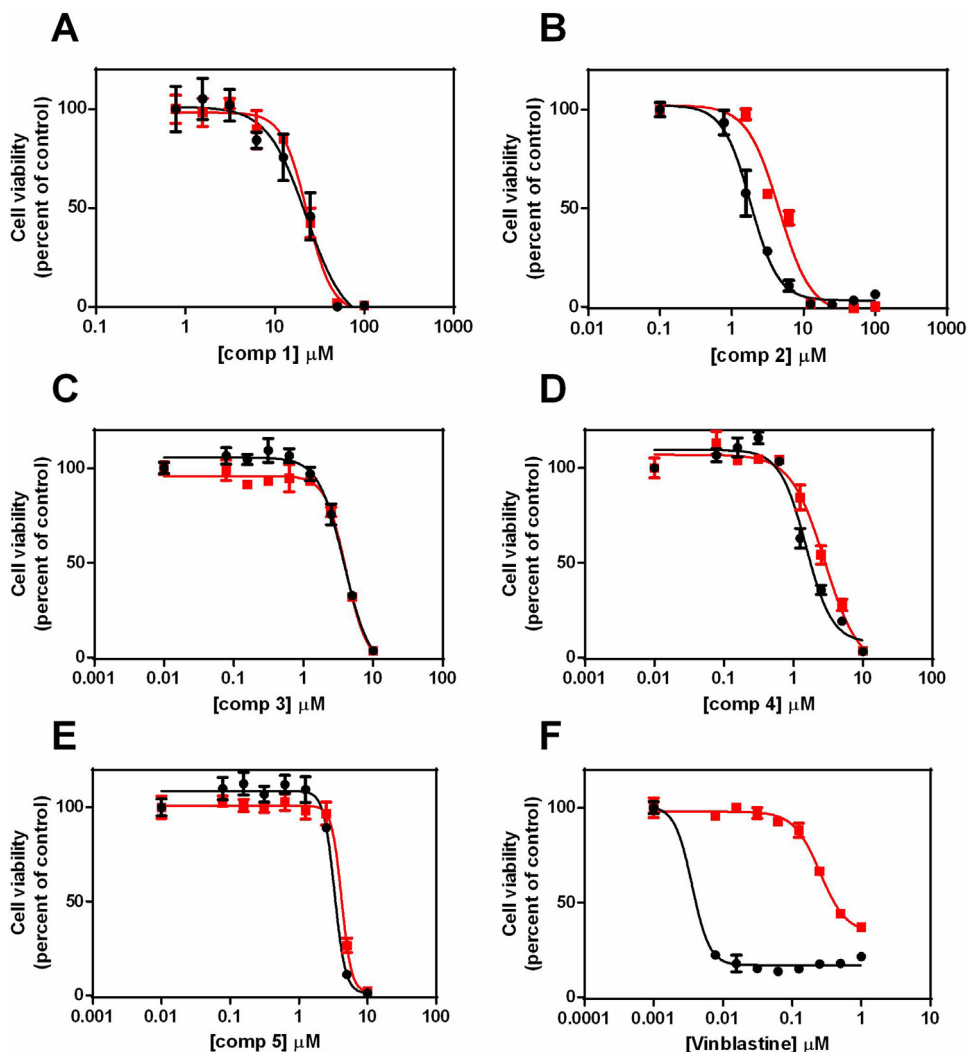 A
Cell viability
(percent of control)
100
50
0
0.1 1 10 100 1000
[comp 1] μM
B
Cell viability
(percent of control)
100
50
0
0.01 0.1 1 10 100 1000
[comp 2] μM
C
Cell viability
(percent of control)
100
50
0
0.001 0.01 0.1 1 10 100
[comp 3] μM
D
Cell viability
(percent of control)
100
50
0
0.001 0.01 0.1 1 10 100
[comp 4] μM
E
Cell viability
(percent of control)
100
50
0
0.001 0.01 0.1 1 10 100
[comp 5] μM
F
Cell viability
(percent of control)
100
50
0
0.0001 0.001 0.01 0.1 1 10
[Vinblastine] μM